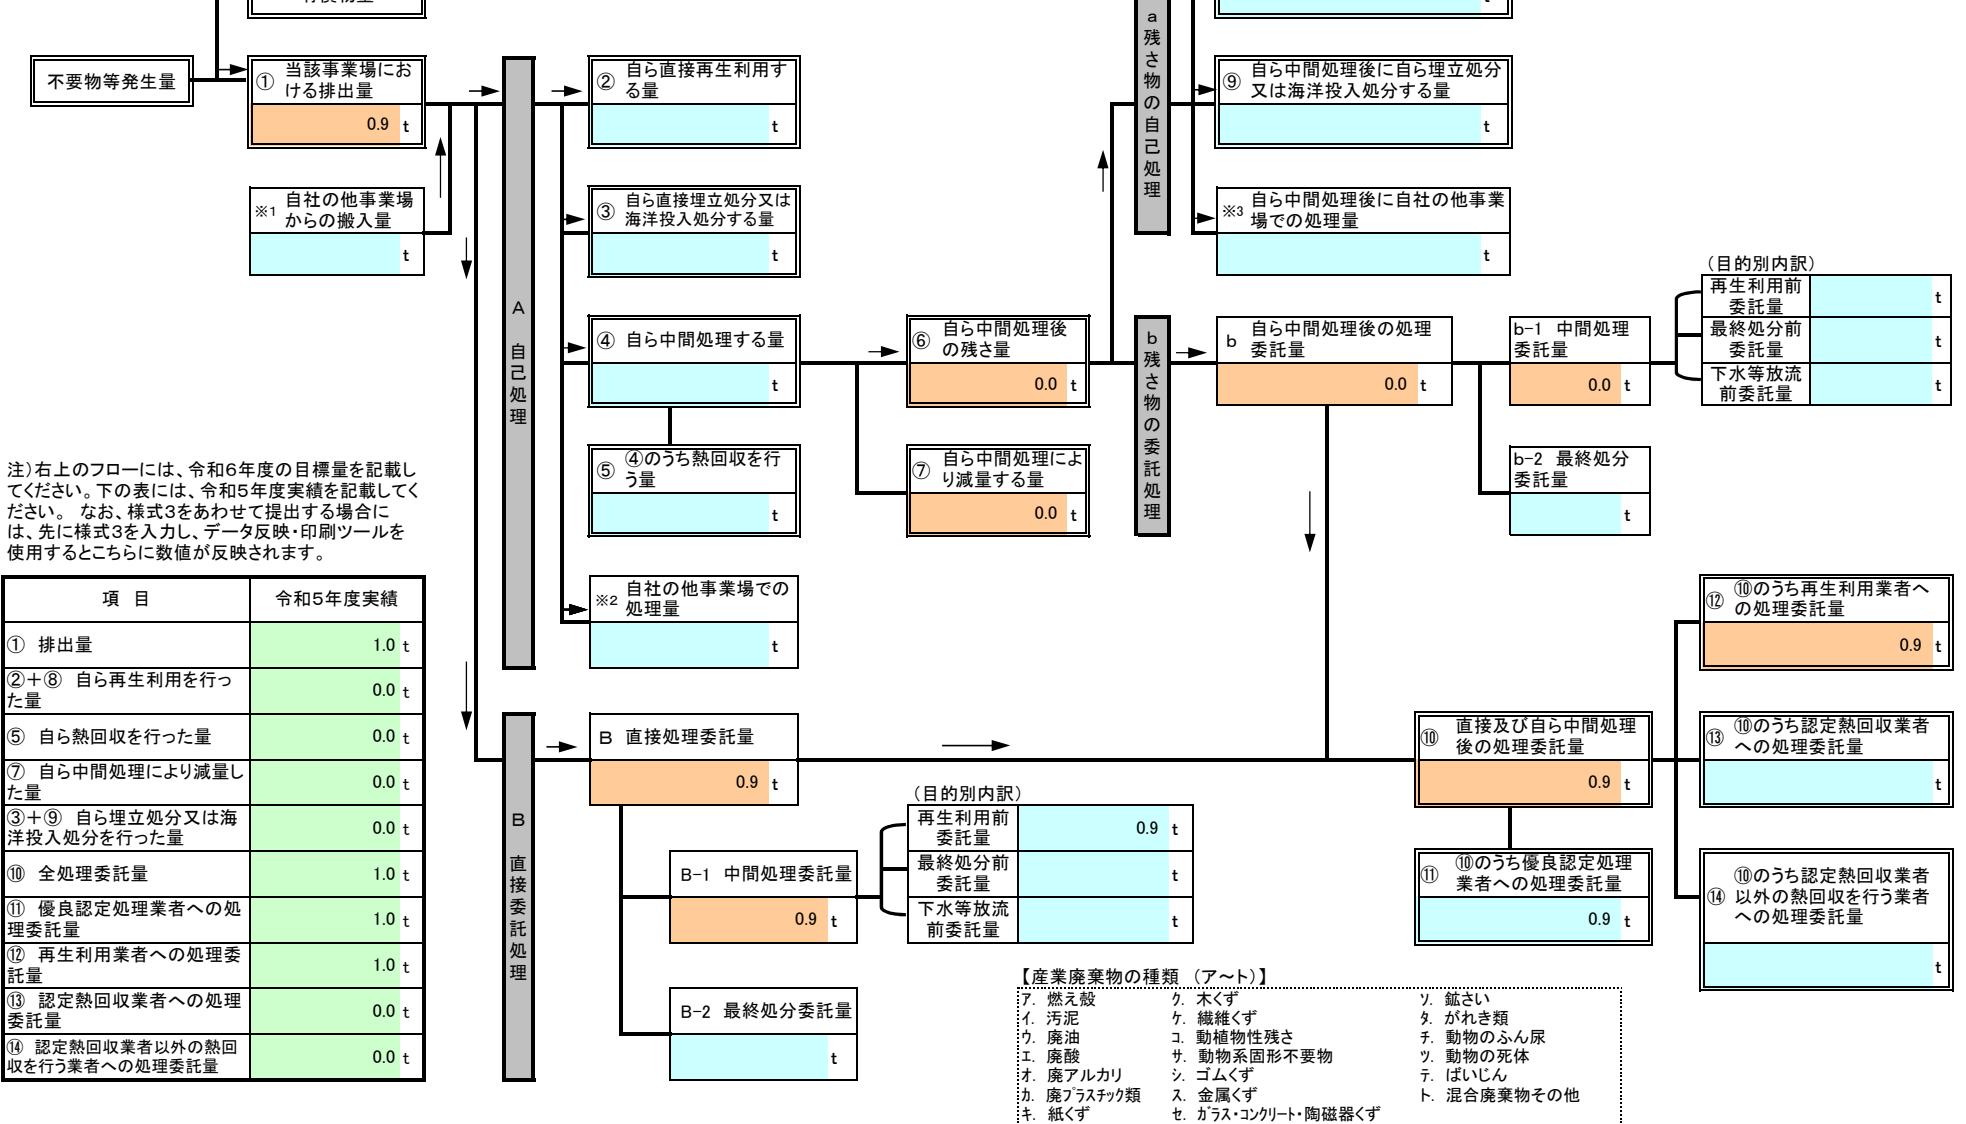 不要物等発生量
① 当該事業場にお
ける排出量
0.9 t
※1 自社の他事業場
からの搬入量
t
A 自己処理
② 自ら直接再生利用す
る量
t
③ 自ら直接埋立処分又は
海洋投入処分する量
t
④ 自ら中間処理する量
t
⑤ ④のうち熱回収を行
う量
t
※2 自社の他事業場での
処理量
t
⑥ 自ら中間処理後
の残さ量
0.0 t
⑦ 自ら中間処理によ
り減量する量
0.0 t
a 残さ物の自己処理
t
⑨ 自ら中間処理後に自ら埋立処分
又は海洋投入処分する量
t
※3 自ら中間処理後に自社の他事業
場での処理量
t
b 残さ物の委託処理
b 自ら中間処理後の処理
委託量
0.0 t
b-1 中間処理
委託量
0.0 t
(目的別内訳)
再生利用前
委託量 t
最終処分前
委託量 t
下水等放流
前委託量 t
b-2 最終処分
委託量
t
注)右上のフローには、令和6年度の目標量を記載し
てください。下の表には、令和5年度実績を記載してく
ださい。 なお、様式3をあわせて提出する場合に
は、先に様式3を入力し、データ反映・印刷ツールを
使用するとこちらに数値が反映されます。
項 目 令和5年度実績
① 排出量 1.0 t
②+⑧ 自ら再生利用を行っ
た量 0.0 t
⑤ 自ら熱回収を行った量 0.0 t
⑦ 自ら中間処理により減量し
た量 0.0 t
③+⑨ 自ら埋立処分又は海
洋投入処分を行った量 0.0 t
⑩ 全処理委託量 1.0 t
⑪ 優良認定処理業者への処
理委託量 1.0 t
⑫ 再生利用業者への処理委
託量 1.0 t
⑬ 認定熱回収業者への処理
委託量 0.0 t
⑭ 認定熱回収業者以外の熱回
収を行う業者への処理委託量 0.0 t
B 直接委託処理
B 直接処理委託量
0.9 t
B-1 中間処理委託量
0.9 t
(目的別内訳)
再生利用前
委託量 0.9 t
最終処分前
委託量 t
下水等放流
前委託量 t
B-2 最終処分委託量
t
⑩ 直接及び自ら中間処理
後の処理委託量
0.9 t
⑪ ⑩のうち優良認定処理
業者への処理委託量
0.9 t
⑫ ⑩のうち再生利用業者へ
の処理委託量
0.9 t
⑬ ⑩のうち認定熱回収業者
への処理委託量
t
⑭ ⑩のうち認定熱回収業者
以外の熱回収を行う業者
への処理委託量
t
【産業廃棄物の種類 (ア~ト)】
ア. 燃え殻 ク. 木くず ソ. 鉱さい
イ. 汚泥 ケ. 繊維くず タ. がれき類
ウ. 廃油 コ. 動植物性残さ チ. 動物のふん尿
エ. 廃酸 サ. 動物系固形不要物 ツ. 動物の死体
オ. 廃アルカリ シ. ゴムくず テ. ばいじん
カ. 廃プラスチック類 ス. 金属くず ト. 混合廃棄物その他
キ. 紙くず セ. ガラス・コンクリート・陶磁器くず